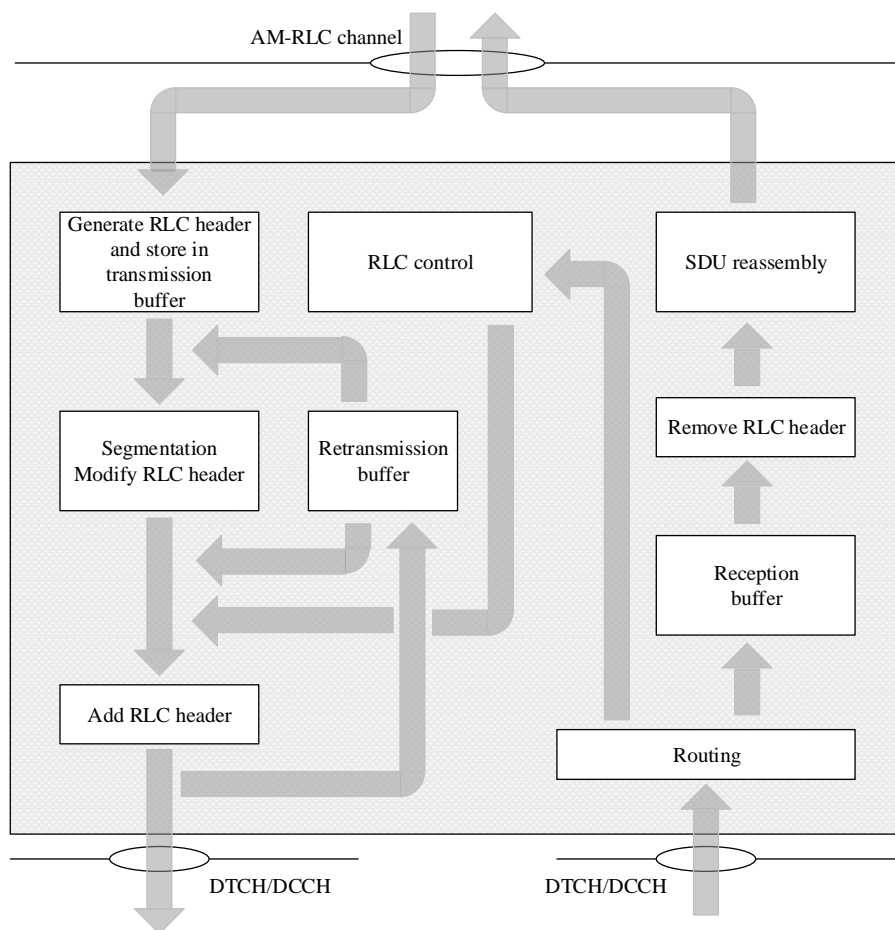 AM-RLC channel
Generate RLC header
and store in
transmission
buffer
RLC control
SDU reassembly
Segmentation
Modify RLC header
Retransmission
buffer
Remove RLC header
Reception
buffer
Add RLC header
Routing
DTCH/DCCH
DTCH/DCCH